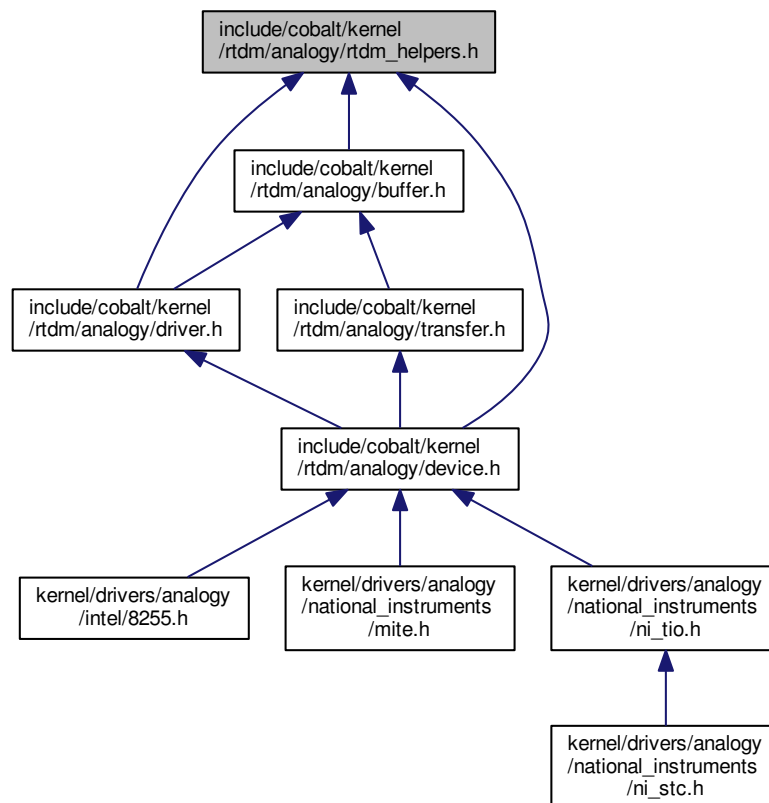 include/cobalt/kernel
/rtdm/analogy/rtdm_helpers.h
include/cobalt/kernel
/rtdm/analogy/buffer.h
include/cobalt/kernel
/rtdm/analogy/driver.h
include/cobalt/kernel
/rtdm/analogy/transfer.h
include/cobalt/kernel
/rtdm/analogy/device.h
kernel/drivers/analogy
/intel/8255.h
kernel/drivers/analogy
/national_instruments
/mite.h
kernel/drivers/analogy
/national_instruments
/ni_tio.h
kernel/drivers/analogy
/national_instruments
/ni_stc.h